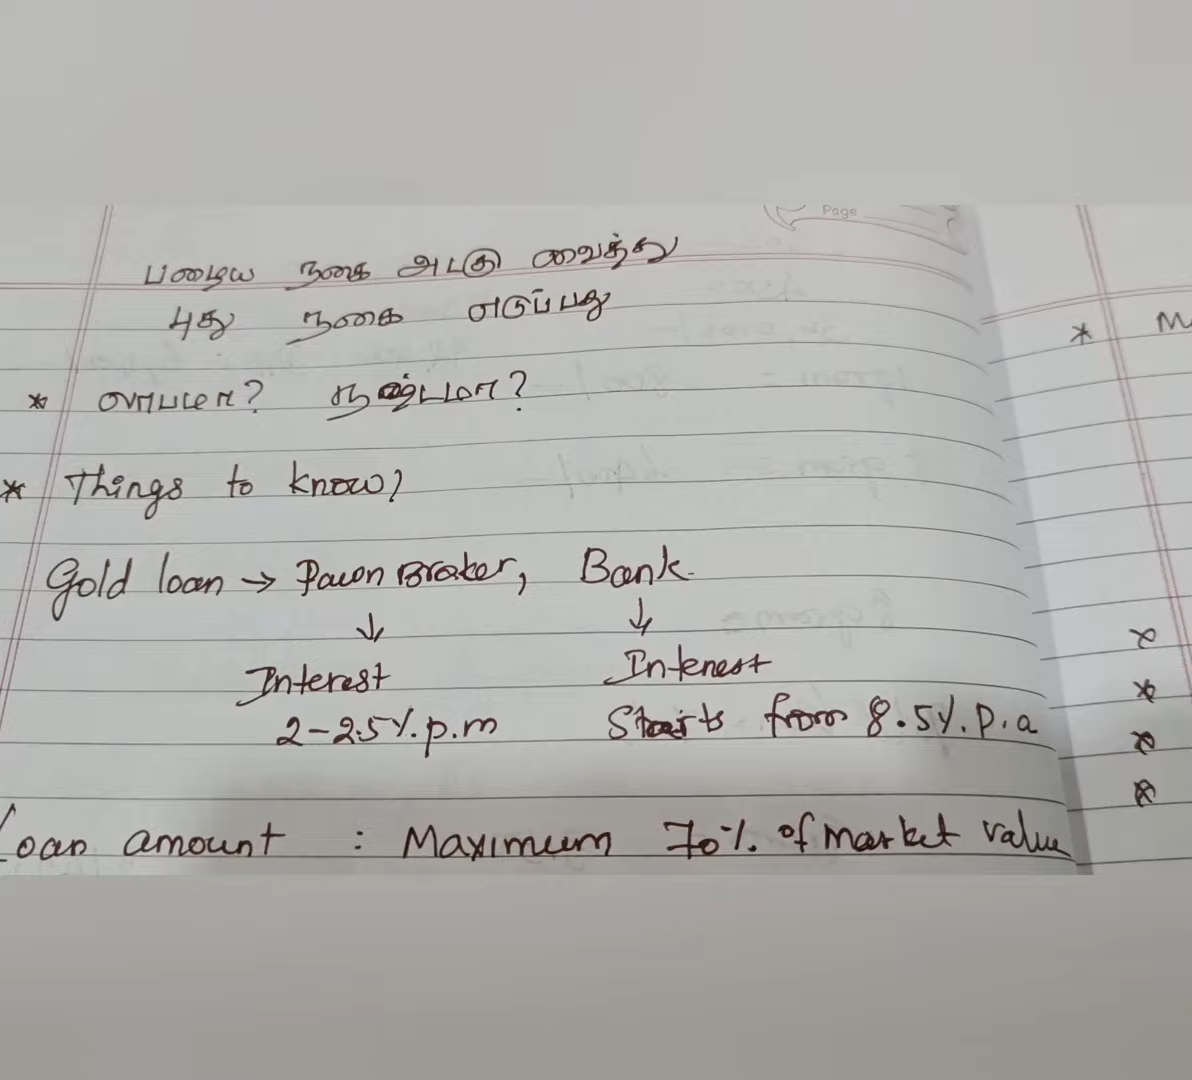 Page
பழைய நகை அடகு வைத்து
புது நகை எடுப்பது
* லாபமா? நஷ்டமா?
* Things to know?
Gold loan → Pawn Broker, Bank.
↓ ↓
Interest Interest
2-2.5%.p.m Starts from 8.5%.p.a
Loan amount : Maximum 70%. of market value